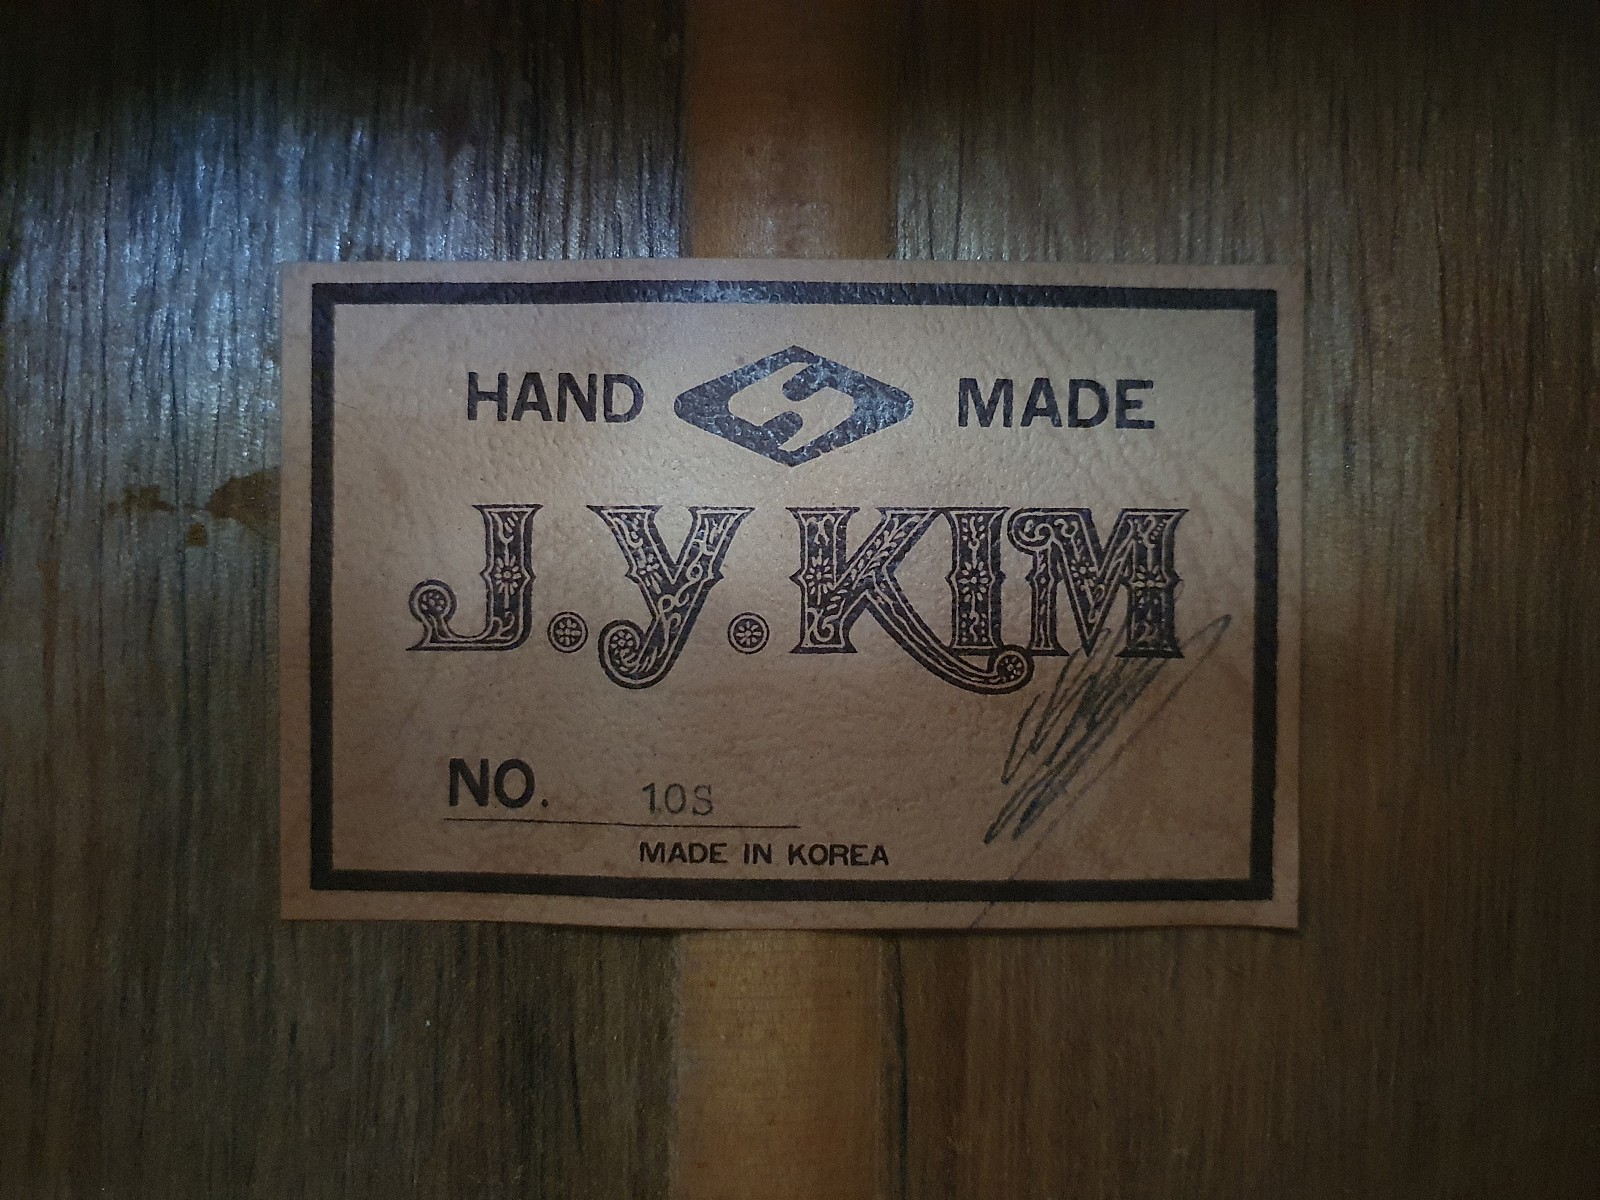 HAND MADE
J.Y.KIM
NO. 10S
MADE IN KOREA